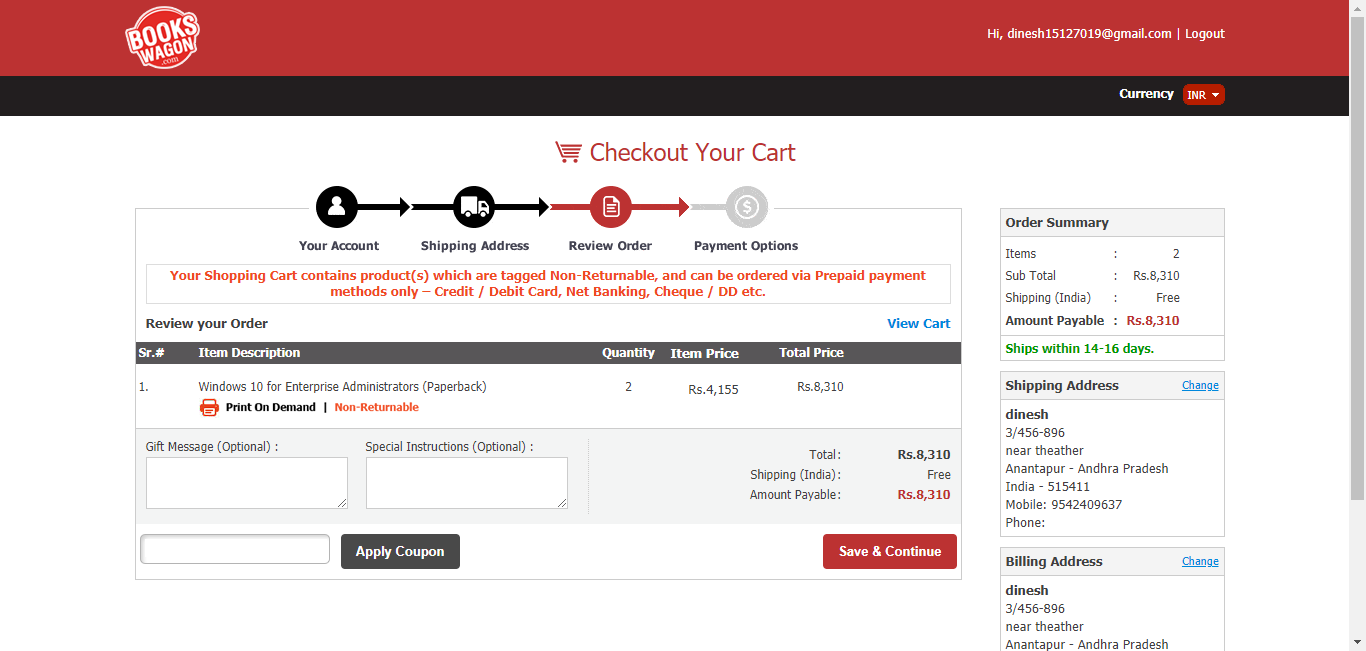 BOOKS
WAGON
.com
Hi, dinesh15127019@gmail.com | Logout
Currency INR
Checkout Your Cart
Your Account Shipping Address Review Order Payment Options
Your Shopping Cart contains product(s) which are tagged Non-Returnable, and can be ordered via Prepaid payment
methods only – Credit / Debit Card, Net Banking, Cheque / DD etc.
Review your Order View Cart
Sr.# Item Description Quantity Item Price Total Price
1. Windows 10 for Enterprise Administrators (Paperback) 2 Rs.4,155 Rs.8,310
Print On Demand | Non-Returnable
Gift Message (Optional) : Special Instructions (Optional) :
Total: Rs.8,310
Shipping (India): Free
Amount Payable: Rs.8,310
Apply Coupon Save & Continue
Order Summary
Items : 2
Sub Total : Rs.8,310
Shipping (India) : Free
Amount Payable : Rs.8,310
Ships within 14-16 days.
Shipping Address Change
dinesh
3/456-896
near theather
Anantapur - Andhra Pradesh
India - 515411
Mobile: 9542409637
Phone:
Billing Address Change
dinesh
3/456-896
near theather
Anantapur - Andhra Pradesh